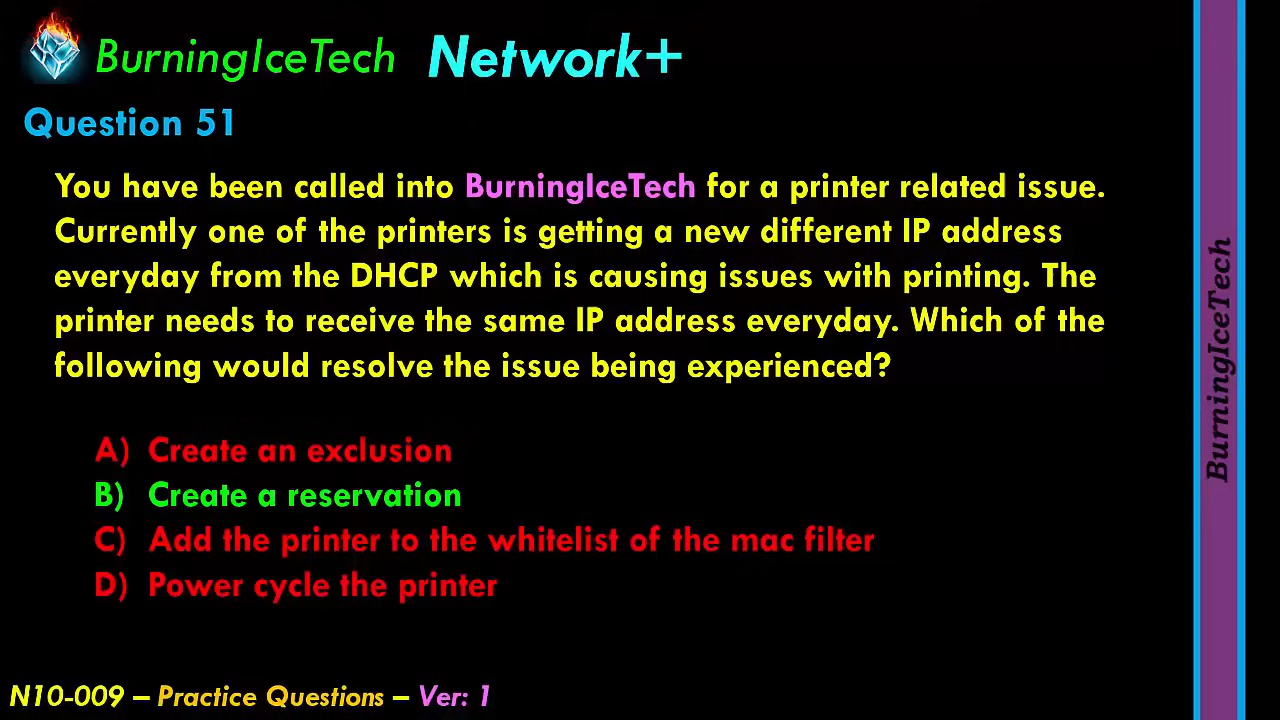 BurningIceTech Network+
Question 51
You have been called into BurningIceTech for a printer related issue.
Currently one of the printers is getting a new different IP address
everyday from the DHCP which is causing issues with printing. The
printer needs to receive the same IP address everyday. Which of the
following would resolve the issue being experienced?
A) Create an exclusion
B) Create a reservation
C) Add the printer to the whitelist of the mac filter
D) Power cycle the printer
N10-009 – Practice Questions – Ver: 1
BurningIceTech